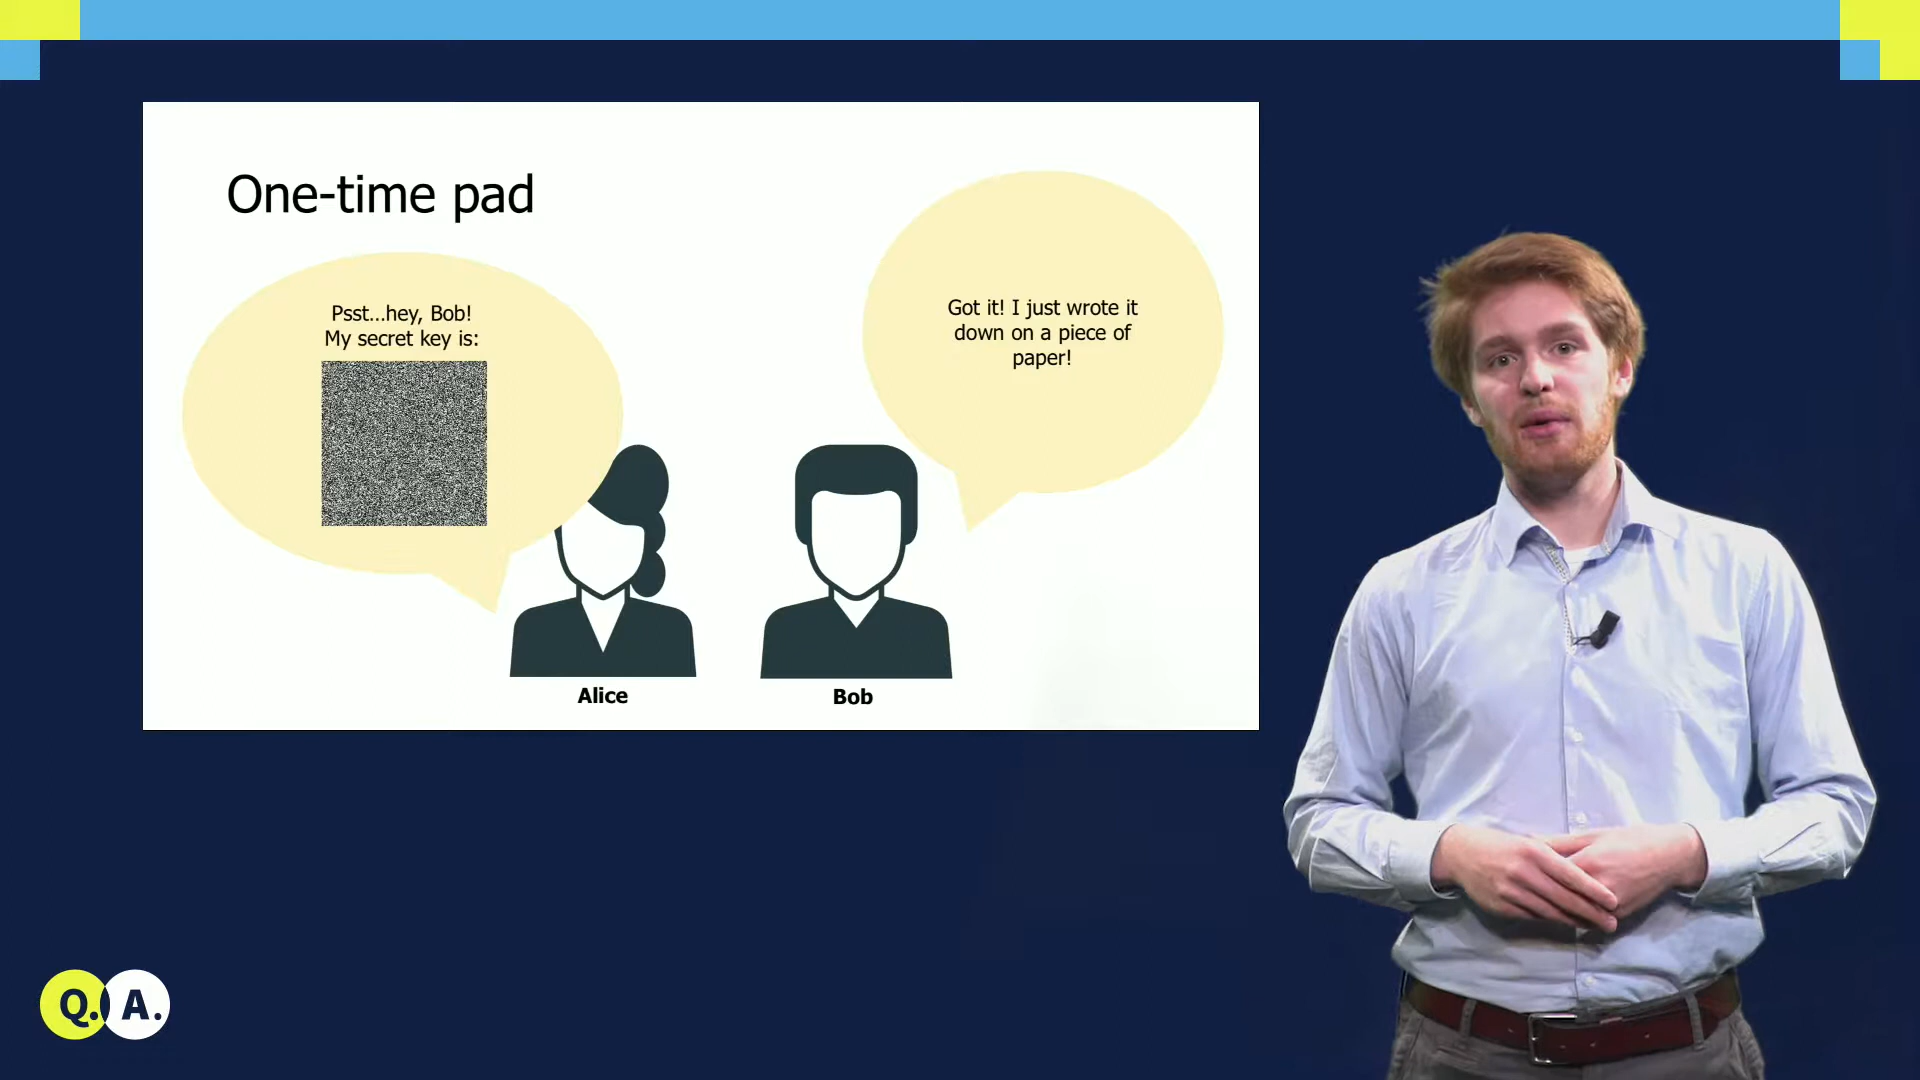 One-time pad
Psst...hey, Bob!
My secret key is:
Got it! I just wrote it
down on a piece of
paper!
Alice
Bob
Q. A.